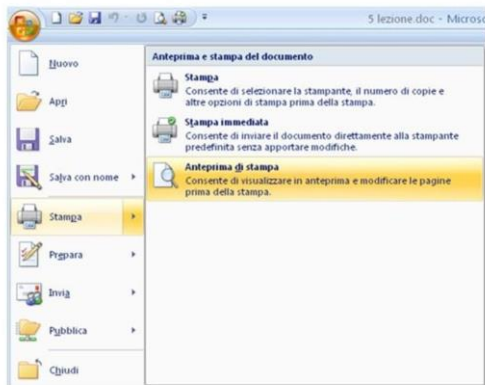 5 lezione.doc - Micros
Nuovo
Apri
Salva
Salva con nome
Stampa
Prepara
Invia
Pubblica
Chiudi
Anteprima e stampa del documento
Stampa
Consente di selezionare la stampante, il numero di copie e
altre opzioni di stampa prima della stampa.
Stampa immediata
Consente di inviare il documento direttamente alla stampante
predefinita senza apportare modifiche.
Anteprima di stampa
Consente di visualizzare in anteprima e modificare le pagine
prima della stampa.